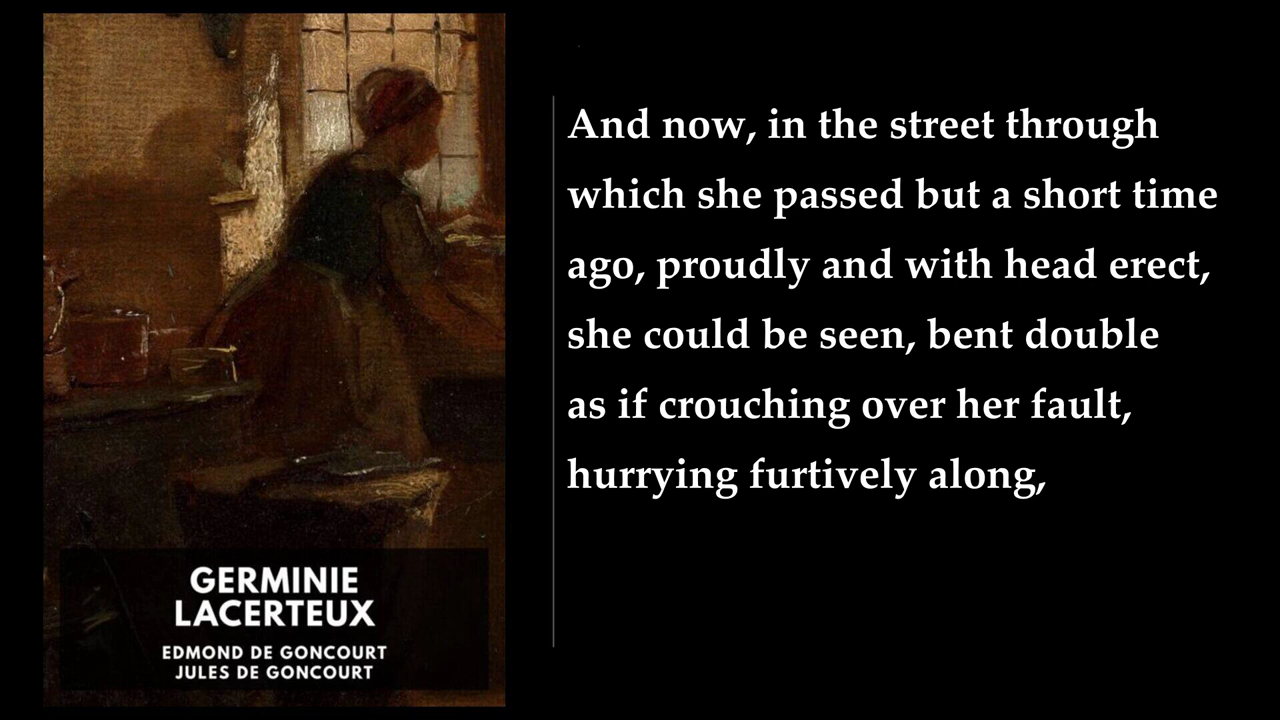 And now, in the street through
which she passed but a short time
ago, proudly and with head erect,
she could be seen, bent double
as if crouching over her fault,
hurrying furtively along,
GERMINIE
LACERTEUX
EDMOND DE GONCOURT
JULES DE GONCOURT